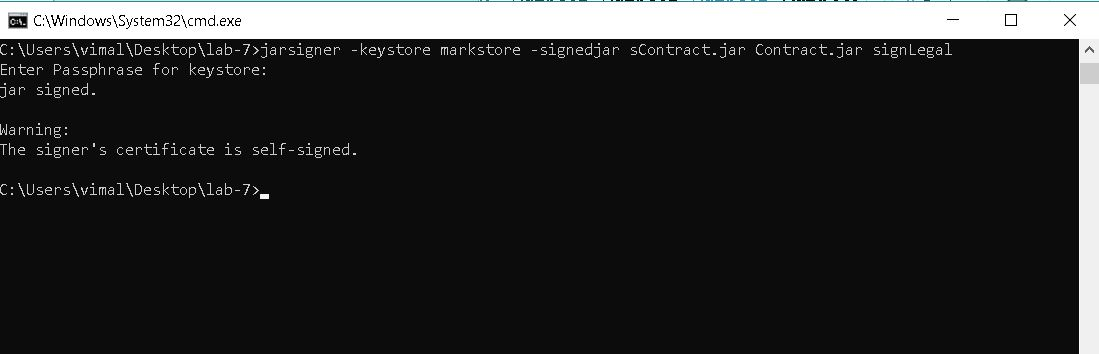 C:\Windows\System32\cmd.exe
C:\Users\vimal\Desktop\lab-7>jarsigner -keystore markstore -signedjar sContract.jar Contract.jar signLegal
Enter Passphrase for keystore:
jar signed.
Warning:
The signer's certificate is self-signed.
C:\Users\vimal\Desktop\lab-7>